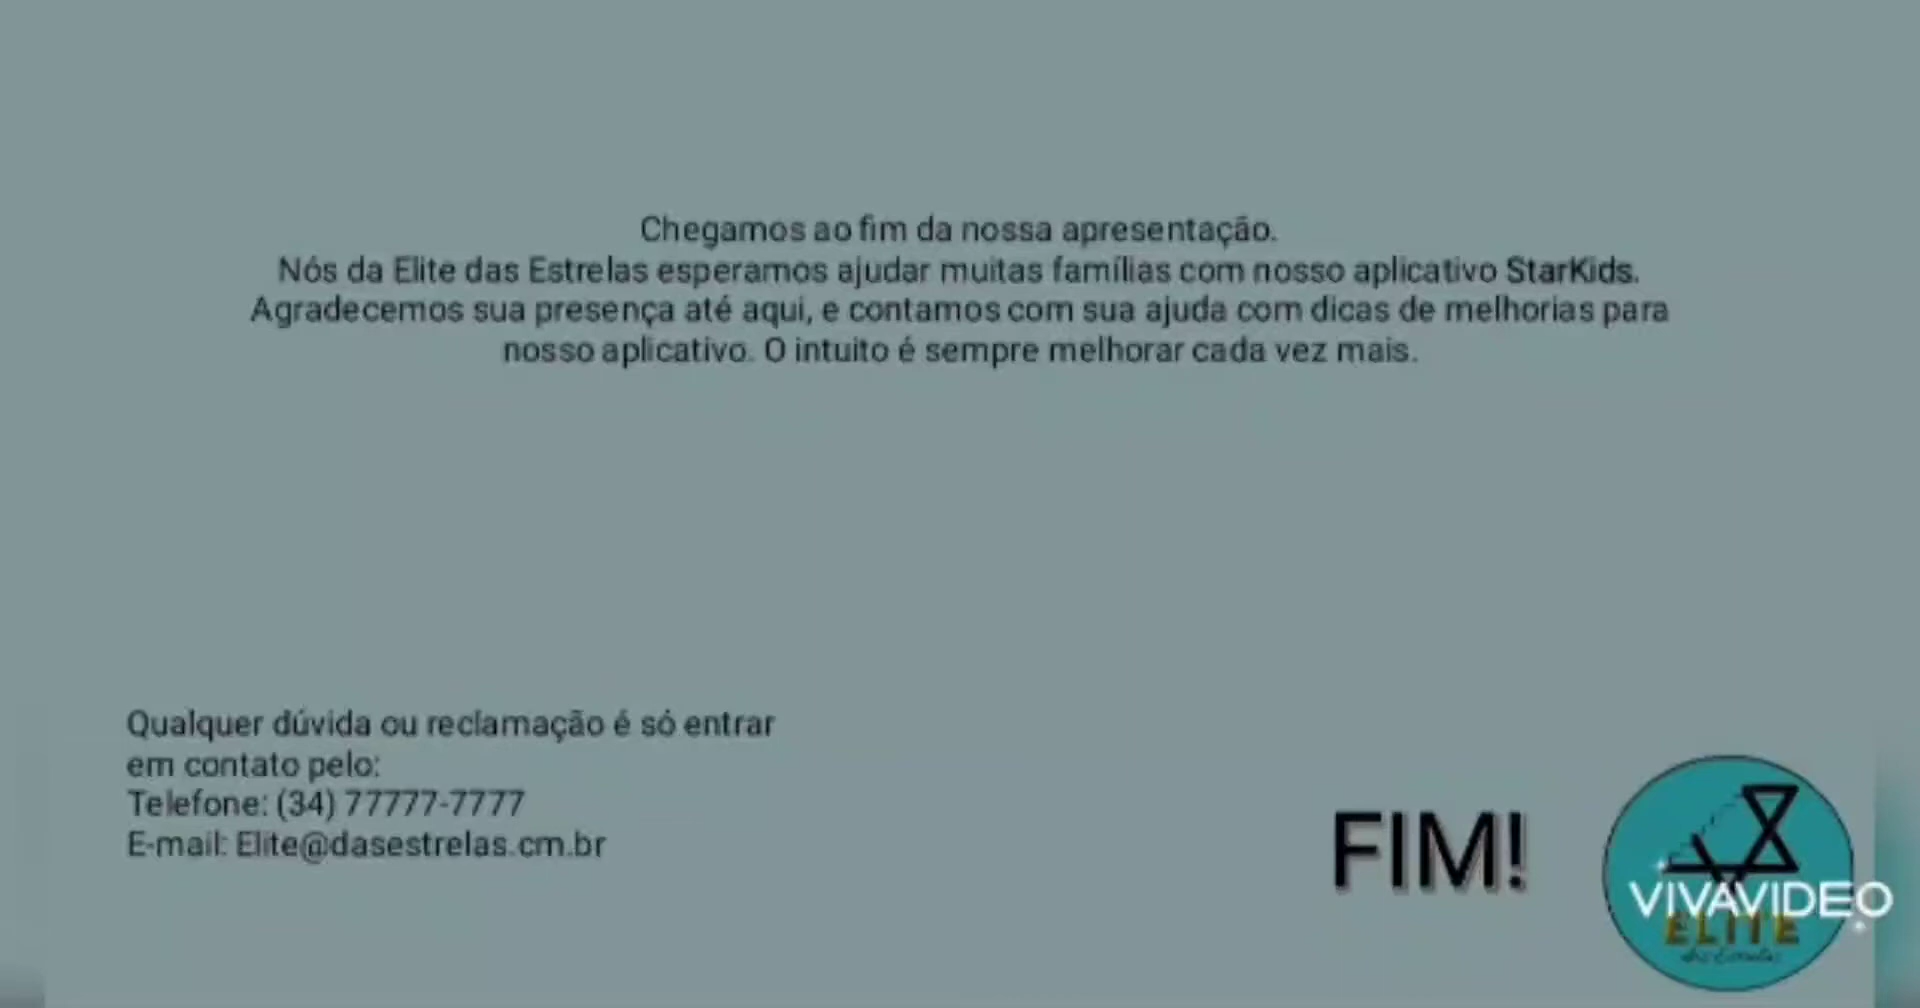 Chegamos ao fim da nossa apresentação.
Nós da Elite das Estrelas esperamos ajudar muitas famílias com nosso aplicativo StarKids.
Agradecemos sua presença até aqui, e contamos com sua ajuda com dicas de melhorias para
nosso aplicativo. O intuito é sempre melhorar cada vez mais.
Qualquer dúvida ou reclamação é só entrar
em contato pelo:
Telefone: (34) 77777-7777
E-mail: Elite@dasestrelas.cm.br
FIM!
VIVAVIDEO
ELITE
das Estrelas